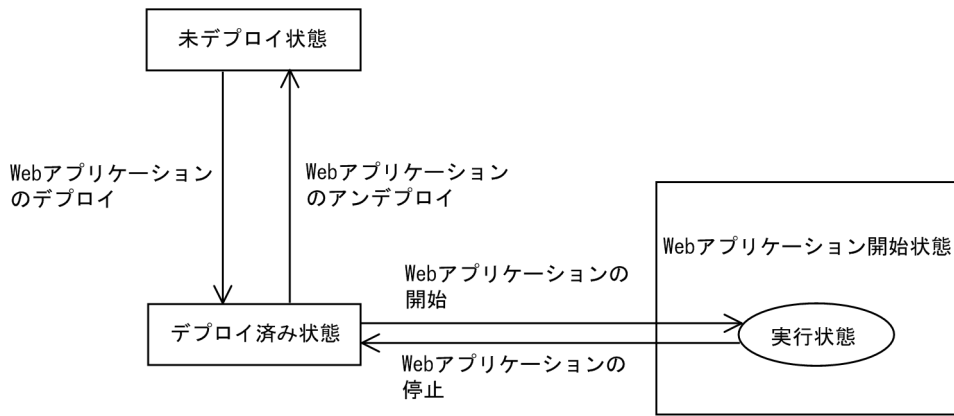 未デプロイ状態
Webアプリケーション
のデプロイ
Webアプリケーション
のアンデプロイ
Webアプリケーション開始状態
Webアプリケーションの
開始
デプロイ済み状態
実行状態
Webアプリケーションの
停止